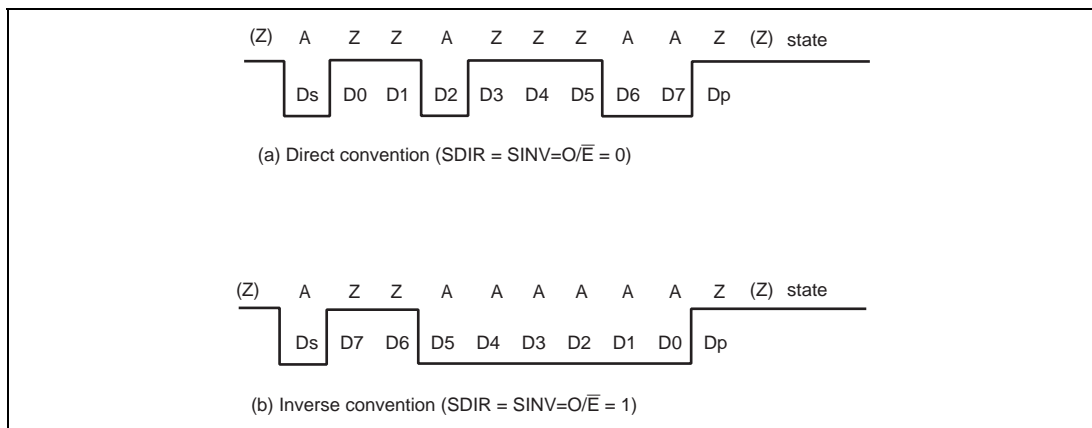 (Z) A Z Z A Z Z Z A A Z (Z) state
Ds D0 D1 D2 D3 D4 D5 D6 D7 Dp
(a) Direct convention (SDIR = SINV=O/E̅ = 0)
(Z) A Z Z A A A A A A Z (Z) state
Ds D7 D6 D5 D4 D3 D2 D1 D0 Dp
(b) Inverse convention (SDIR = SINV=O/E̅ = 1)